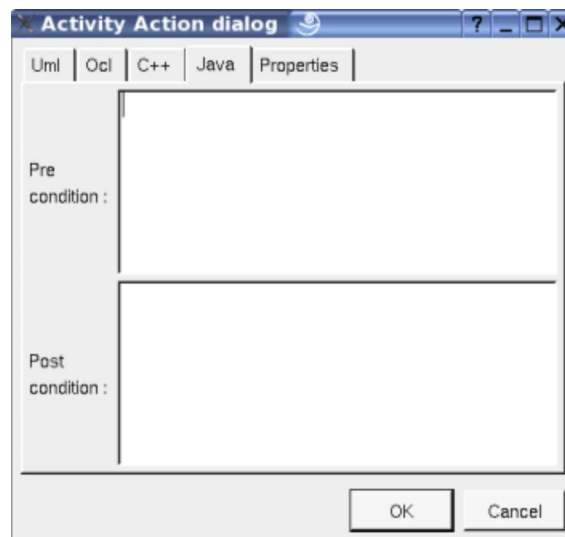 Activity Action dialog
Uml Ocl C++ Java Properties
Pre
condition :
Post
condition :
OK Cancel